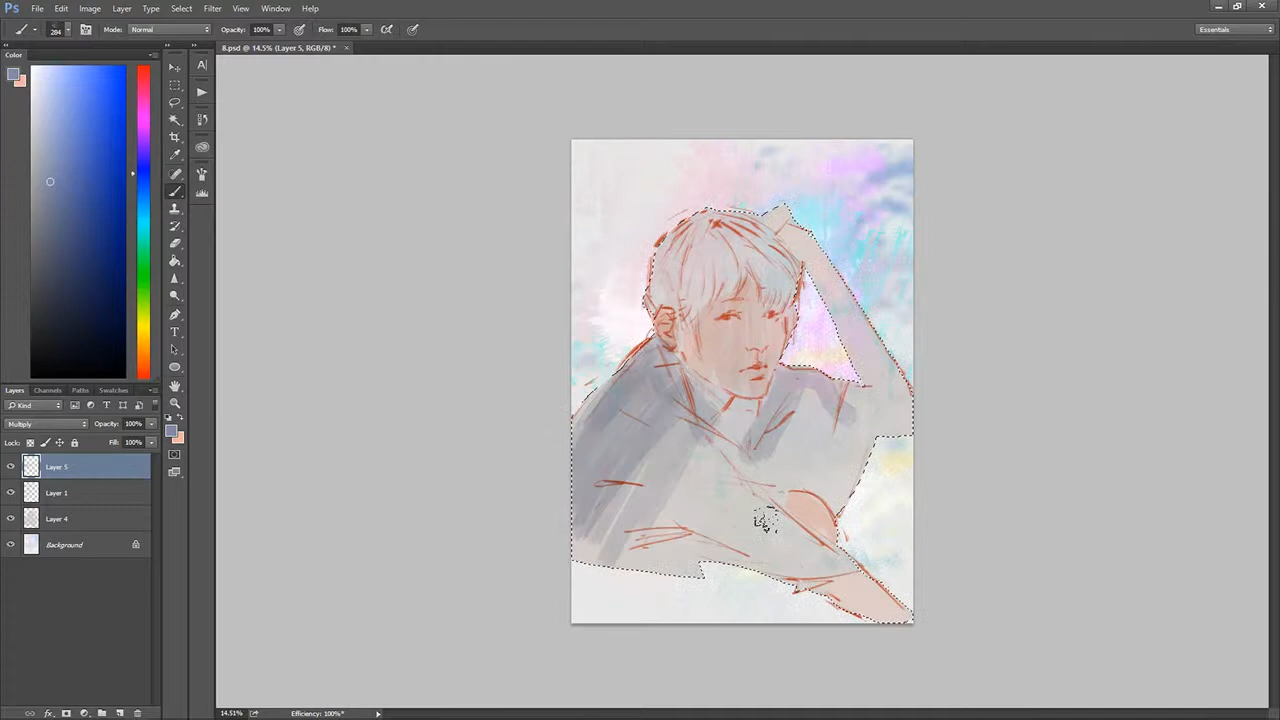 Ps File Edit Image Layer Type Select Filter View Window Help
284 Mode: Normal Opacity: 100% Flow: 100% Essentials
8.psd @ 14.5% (Layer 5, RGB/8) * ×
Color
Layers Channels Paths Swatches
Kind
Multiply Opacity: 100%
Lock: Fill: 100%
Layer 5
Layer 1
Layer 4
Background
14.51% Efficiency: 100%*